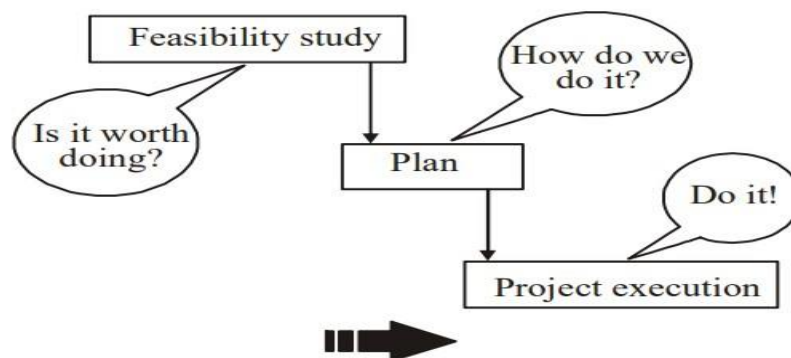 Feasibility study
How do we
do it?
Is it worth
doing?
Plan
Do it!
Project execution